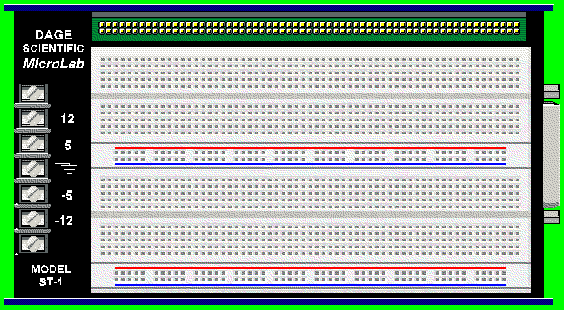 DAGE
SCIENTIFIC
MicroLab
12
5
-5
-12
MODEL
ST-1